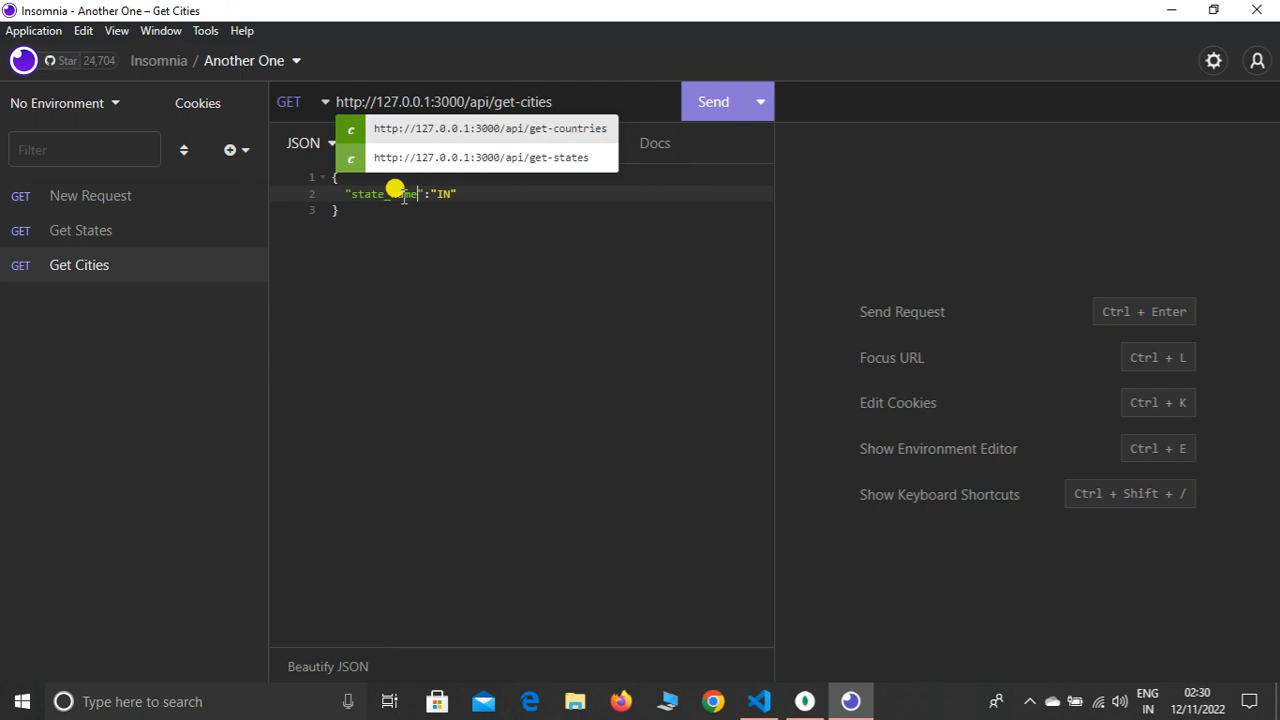 Insomnia - Another One – Get Cities
Application Edit View Window Tools Help
Star 24,704 Insomnia / Another One
No Environment Cookies
GET http://127.0.0.1:3000/api/get-cities Send
c http://127.0.0.1:3000/api/get-countries
c http://127.0.0.1:3000/api/get-states
JSON Docs
Filter
GET New Request
GET Get States
GET Get Cities
1 {
2 "state_name":"IN"
3 }
Send Request Ctrl + Enter
Focus URL Ctrl + L
Edit Cookies Ctrl + K
Show Environment Editor Ctrl + E
Show Keyboard Shortcuts Ctrl + Shift + /
Beautify JSON
Type here to search
ENG
IN
02:30
12/11/2022